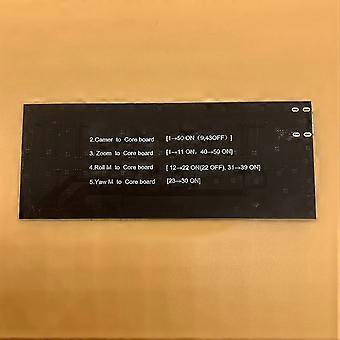 2.Camer to Core board [1→50 ON (9,43OFF) ]
3. Zoom to Core board [1→11 ON, 40→50 ON]
4.Roll M to Core board [ 12→22 ON(22 OFF), 31→39 ON]
5.Yaw M to Core board [23→30 ON]